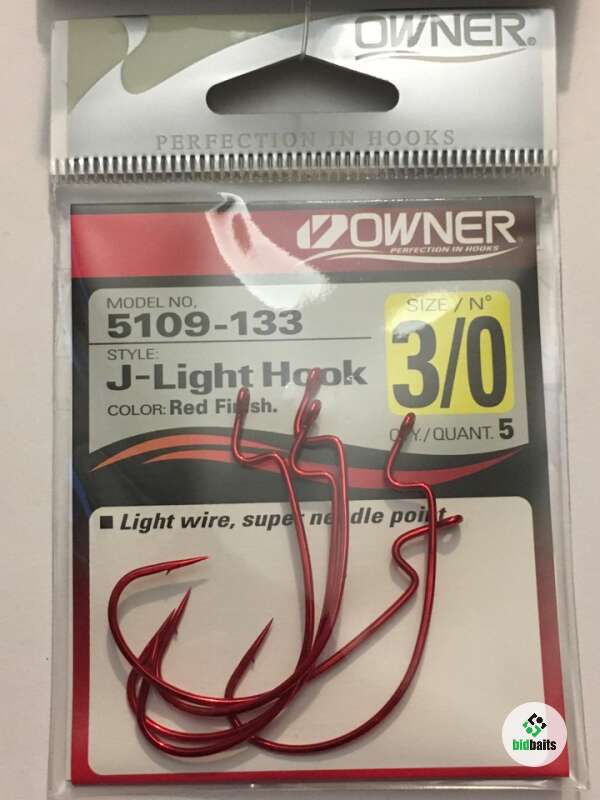 OWNER®
PERFECTION IN HOOKS
OWNER®
PERFECTION IN HOOKS
MODEL NO,
5109-133
SIZE / N°
3/0
STYLE:
J-Light Hook
COLOR: Red Finish.
QTY./QUANT. 5
■ Light wire, super needle point.
bidbaits